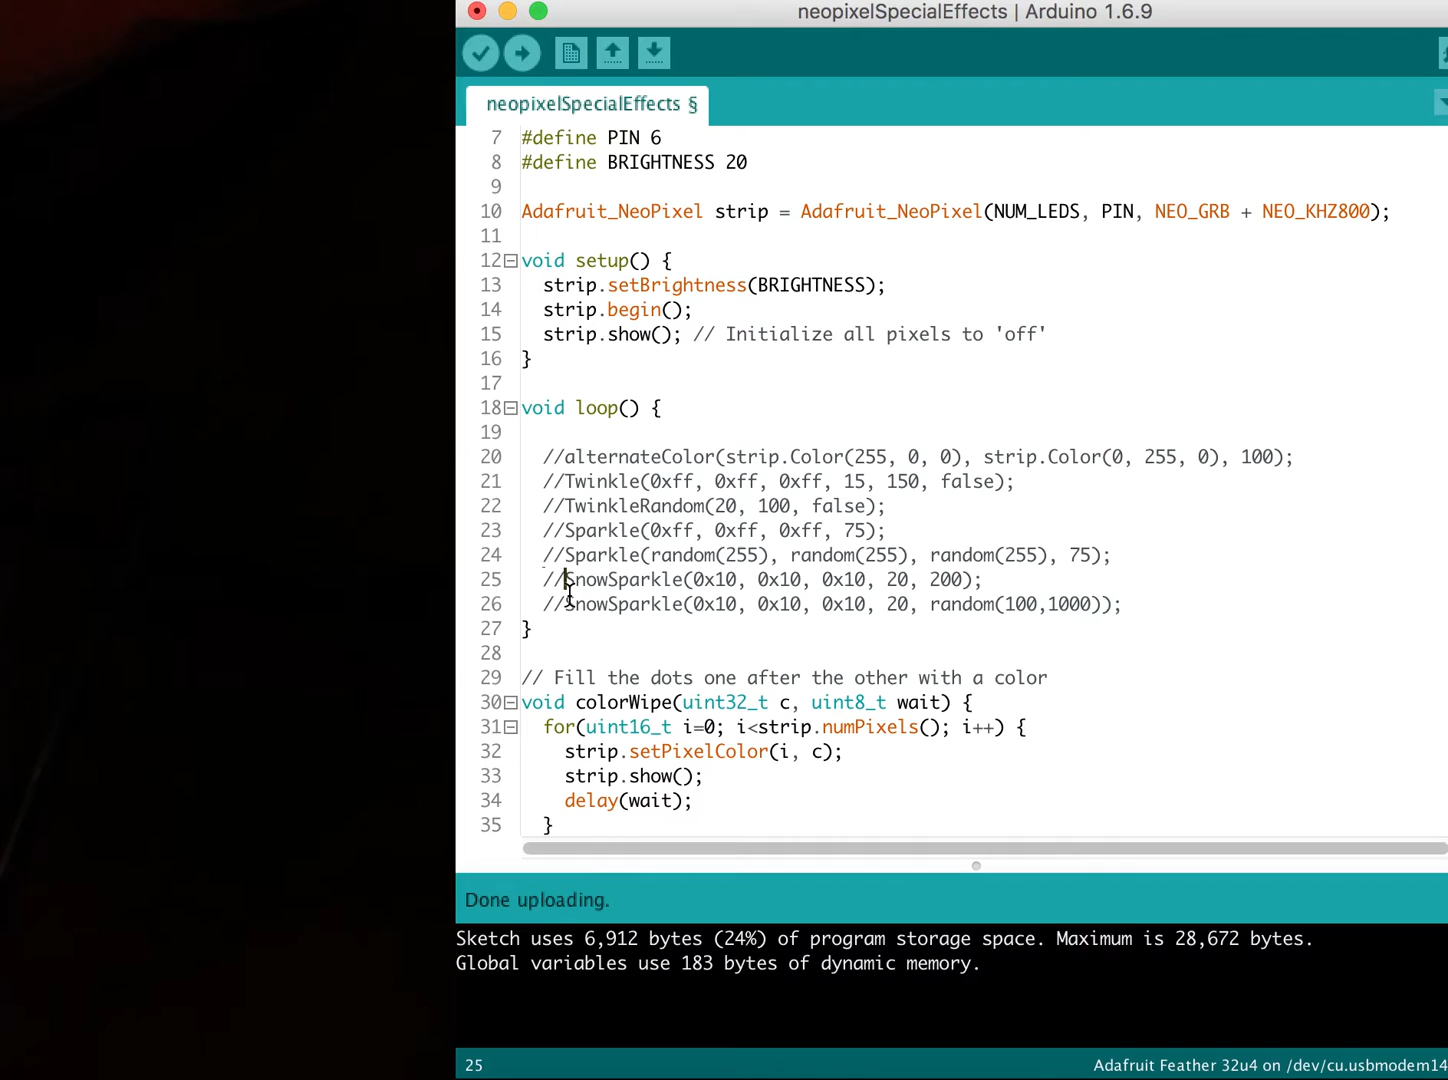 neopixelSpecialEffects | Arduino 1.6.9
neopixelSpecialEffects §
7 #define PIN 6
8 #define BRIGHTNESS 20
9
10 Adafruit_NeoPixel strip = Adafruit_NeoPixel(NUM_LEDS, PIN, NEO_GRB + NEO_KHZ800);
11
12 void setup() {
13 strip.setBrightness(BRIGHTNESS);
14 strip.begin();
15 strip.show(); // Initialize all pixels to 'off'
16 }
17
18 void loop() {
19
20 //alternateColor(strip.Color(255, 0, 0), strip.Color(0, 255, 0), 100);
21 //Twinkle(0xff, 0xff, 0xff, 15, 150, false);
22 //TwinkleRandom(20, 100, false);
23 //Sparkle(0xff, 0xff, 0xff, 75);
24 //Sparkle(random(255), random(255), random(255), 75);
25 //SnowSparkle(0x10, 0x10, 0x10, 20, 200);
26 //SnowSparkle(0x10, 0x10, 0x10, 20, random(100,1000));
27 }
28
29 // Fill the dots one after the other with a color
30 void colorWipe(uint32_t c, uint8_t wait) {
31 for(uint16_t i=0; i<strip.numPixels(); i++) {
32 strip.setPixelColor(i, c);
33 strip.show();
34 delay(wait);
35 }
Done uploading.
Sketch uses 6,912 bytes (24%) of program storage space. Maximum is 28,672 bytes.
Global variables use 183 bytes of dynamic memory.
25 Adafruit Feather 32u4 on /dev/cu.usbmodem14